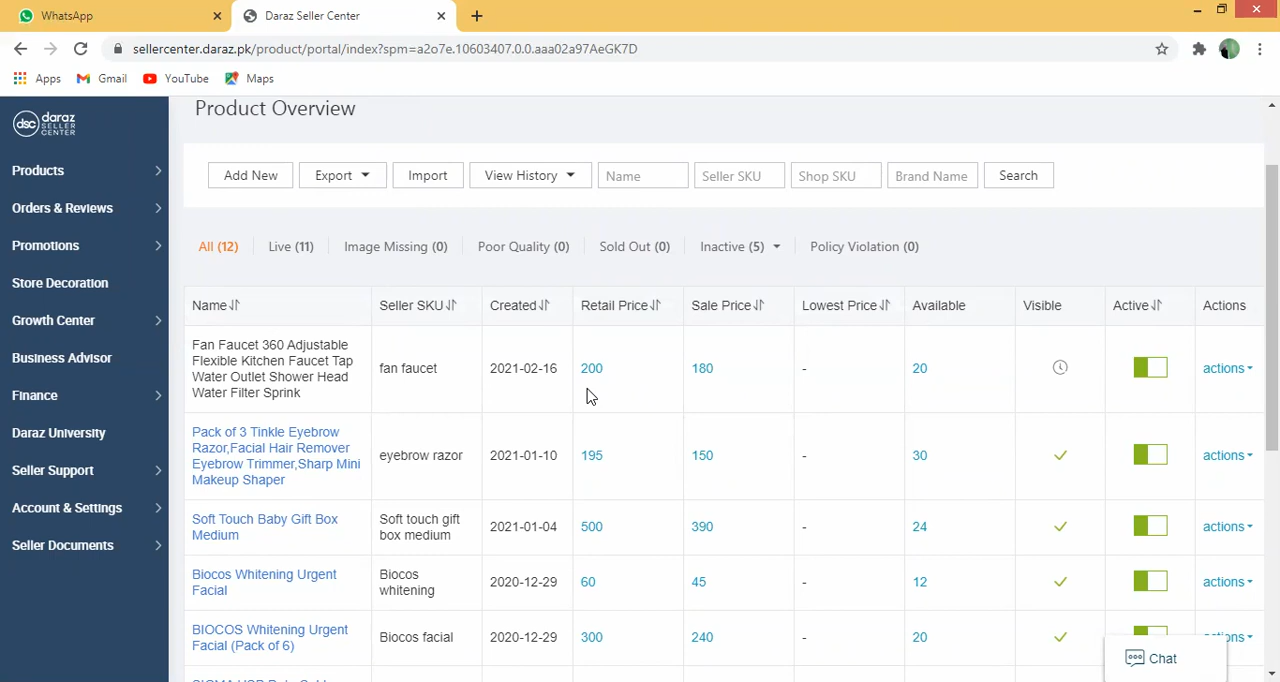 WhatsApp
Daraz Seller Center
sellercenter.daraz.pk/product/portal/index?spm=a2o7e.10603407.0.0.aaa02a97AeGK7D
Apps Gmail YouTube Maps
dsc daraz
SELLER
CENTER
Products
Orders & Reviews
Promotions
Store Decoration
Growth Center
Business Advisor
Finance
Daraz University
Seller Support
Account & Settings
Seller Documents
Product Overview
Add New Export Import View History Name Seller SKU Shop SKU Brand Name Search
All (12) Live (11) Image Missing (0) Poor Quality (0) Sold Out (0) Inactive (5) Policy Violation (0)
Name Seller SKU Created Retail Price Sale Price Lowest Price Available Visible Active Actions
Fan Faucet 360 Adjustable
Flexible Kitchen Faucet Tap
Water Outlet Shower Head
Water Filter Sprink
fan faucet 2021-02-16 200 180 - 20 actions
Pack of 3 Tinkle Eyebrow
Razor,Facial Hair Remover
Eyebrow Trimmer,Sharp Mini
Makeup Shaper
eyebrow razor 2021-01-10 195 150 - 30 actions
Soft Touch Baby Gift Box
Medium
Soft touch gift
box medium
2021-01-04 500 390 - 24 actions
Biocos Whitening Urgent
Facial
Biocos
whitening
2020-12-29 60 45 - 12 actions
BIOCOS Whitening Urgent
Facial (Pack of 6)
Biocos facial 2020-12-29 300 240 - 20
Chat